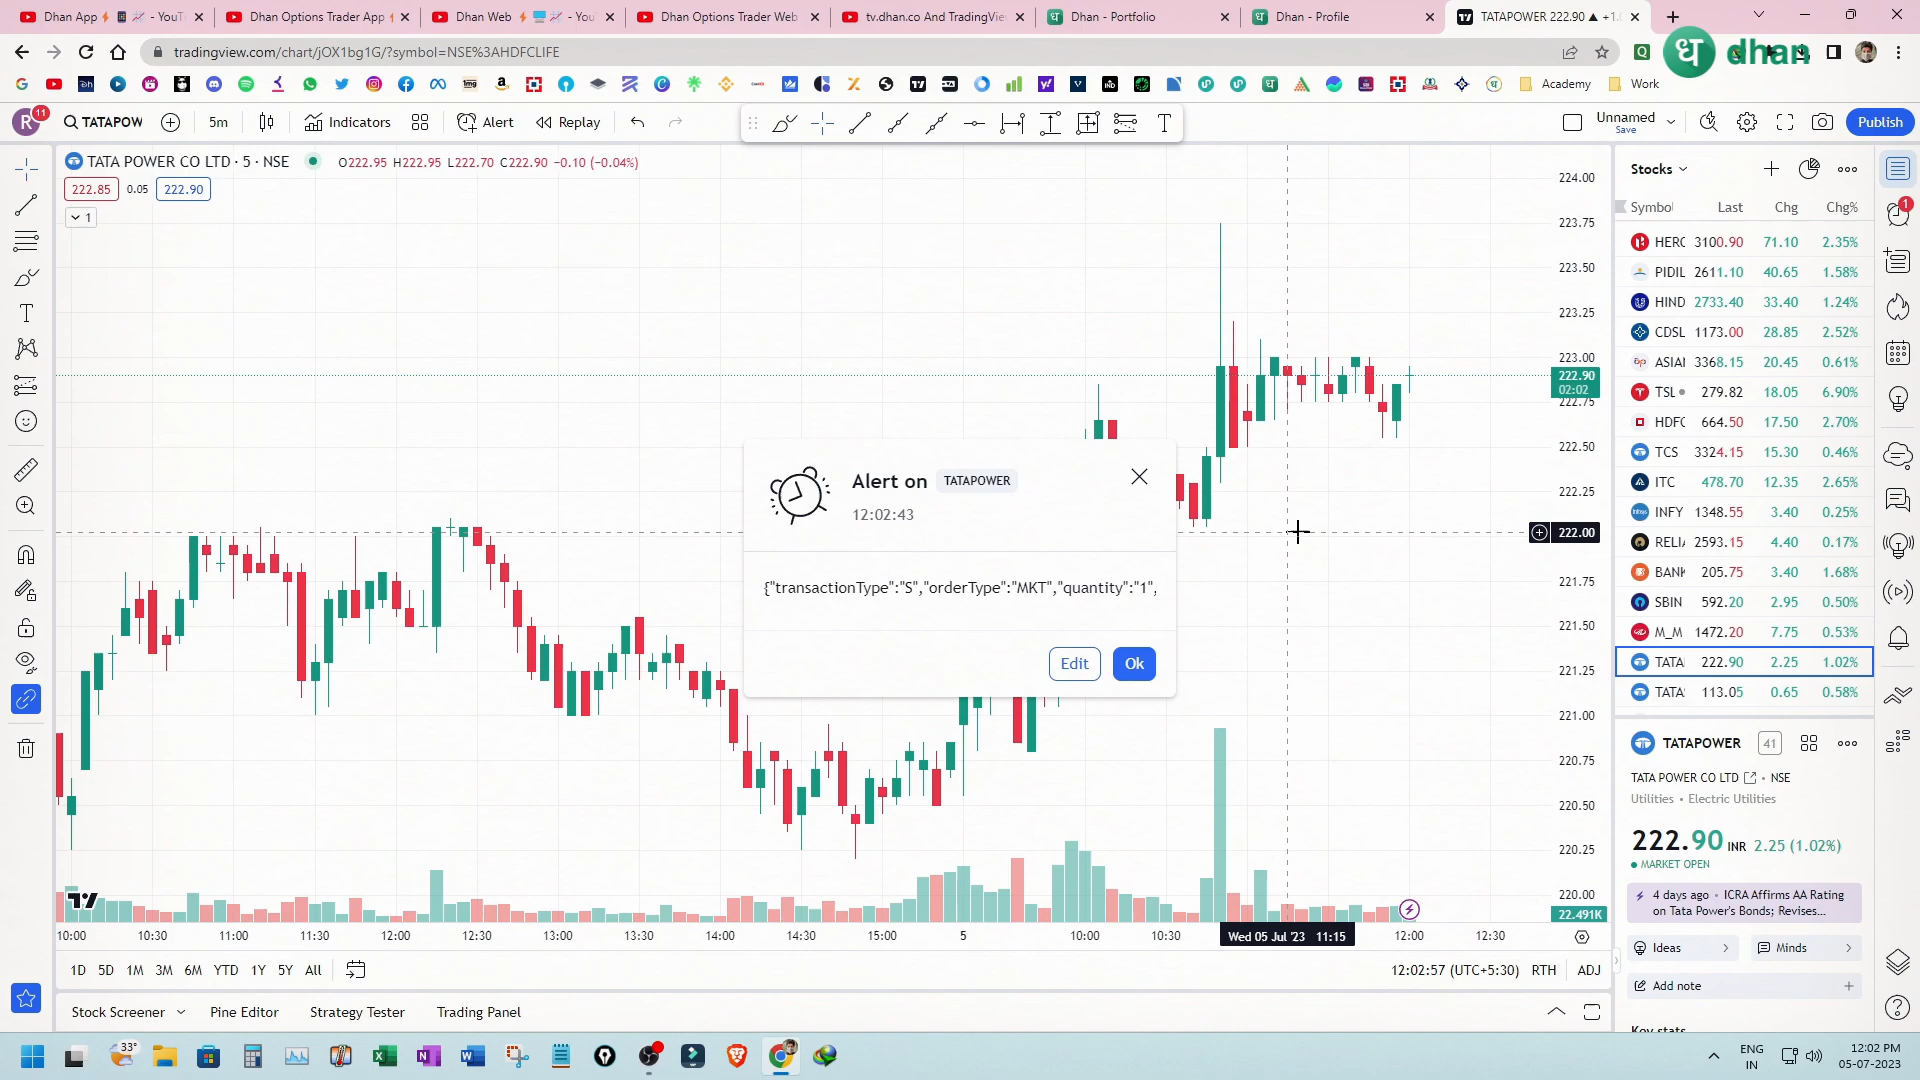 Dhan App
YouT
Dhan Options Trader App
Dhan Web
You
Dhan Options Trader Web
tv.dhan.co And TradingVie
Dhan - Portfolio
Dhan - Profile
TATAPOWER 222.90 ▲ +1.0
tradingview.com/chart/jOX1bg1G/?symbol=NSE%3AHDFCLIFE
ध dhan
Academy
Work
R 11
TATAPOW
5m
Indicators
Alert
Replay
Unnamed
Save
Publish
TATA POWER CO LTD · 5 · NSE
O222.95 H222.95 L222.70 C222.90 −0.10 (−0.04%)
222.85 0.05 222.90
1
224.00
223.75
223.50
223.25
223.00
222.90
02:02
222.75
222.50
222.25
222.00
221.75
221.50
221.25
221.00
220.75
220.50
220.25
220.00
22.491K
Alert on TATAPOWER
12:02:43
{"transactionType":"S","orderType":"MKT","quantity":"1",
Edit
Ok
10:00 10:30 11:00 11:30 12:00 12:30 13:00 13:30 14:00 14:30 15:00 5 10:00 10:30 Wed 05 Jul '23 11:15 12:00 12:30
1D 5D 1M 3M 6M YTD 1Y 5Y All
12:02:57 (UTC+5:30) RTH ADJ
Stock Screener
Pine Editor
Strategy Tester
Trading Panel
Stocks
Symbol Last Chg Chg%
HERC 3100.90 71.10 2.35%
PIDIL 2611.10 40.65 1.58%
HIND 2733.40 33.40 1.24%
CDSL 1173.00 28.85 2.52%
ASIAI 3368.15 20.45 0.61%
TSL 279.82 18.05 6.90%
HDFC 664.50 17.50 2.70%
TCS 3324.15 15.30 0.46%
ITC 478.70 12.35 2.65%
INFY 1348.55 3.40 0.25%
RELIA 2593.15 4.40 0.17%
BANK 205.75 3.40 1.68%
SBIN 592.20 2.95 0.50%
M_M 1472.20 7.75 0.53%
TATA 222.90 2.25 1.02%
TATA 113.05 0.65 0.58%
1
TATAPOWER 41
TATA POWER CO LTD • NSE
Utilities • Electric Utilities
222.90 INR 2.25 (1.02%)
MARKET OPEN
4 days ago • ICRA Affirms AA Rating
on Tata Power's Bonds; Revises...
Ideas
Minds
Add note
Key stats
33°
ENG
IN
12:02 PM
05-07-2023